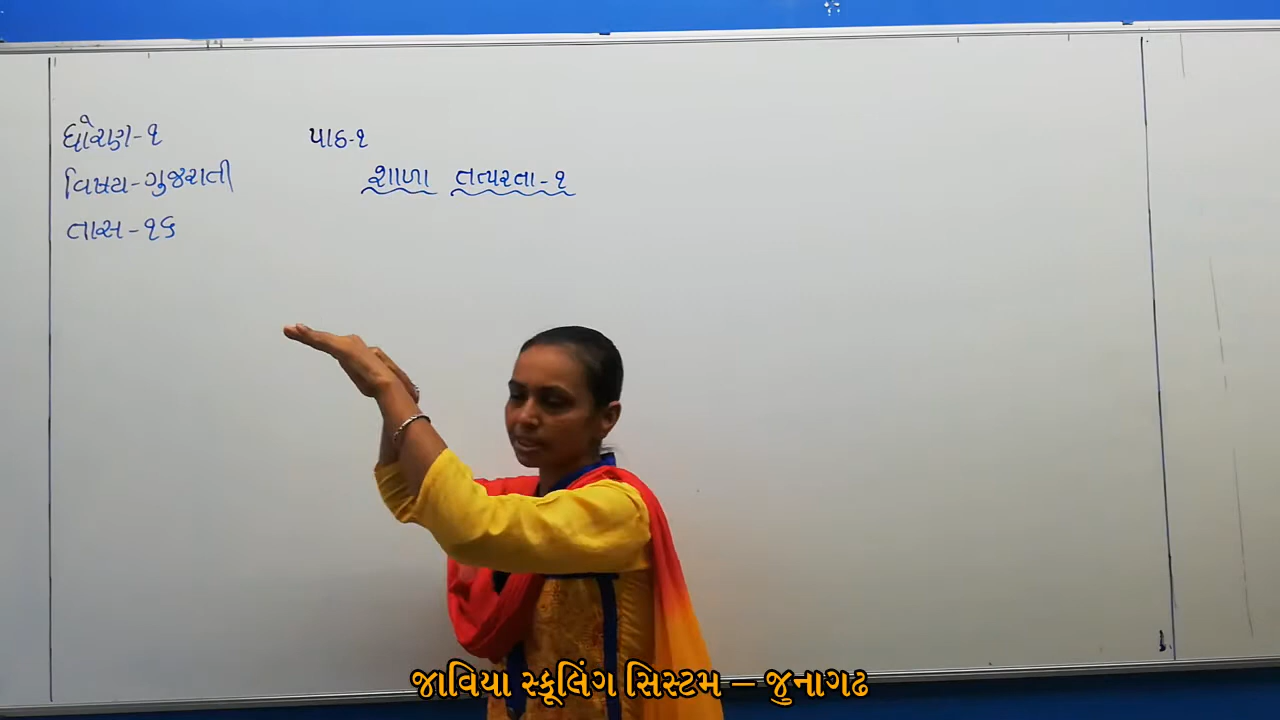 ધોરણ-૧
વિષય-ગુજરાતી
તાસ-૧૬
પાઠ-૧
શાળા તત્પરતા-૧
જાવિયા સ્કૂલિંગ સિસ્ટમ – જુનાગઢ